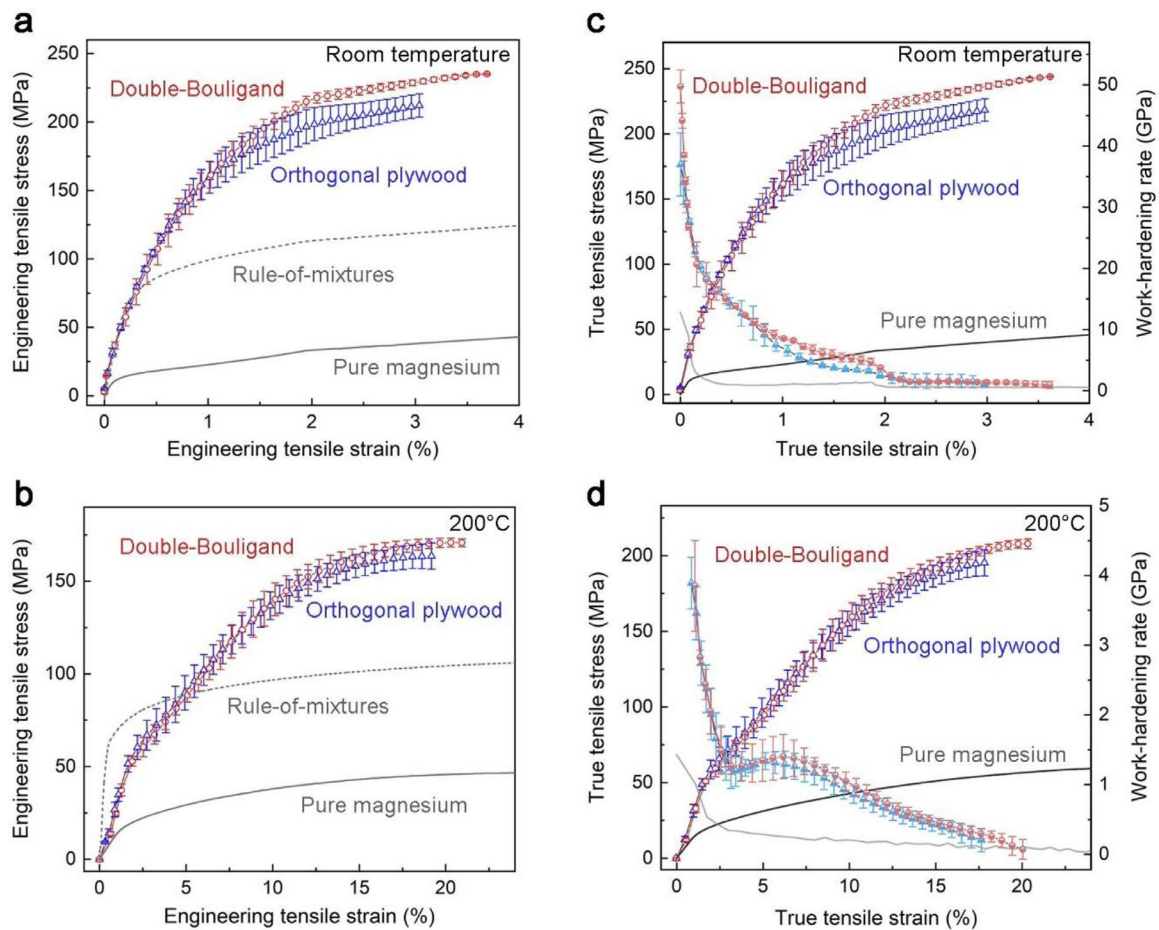 a
Room temperature
Double-Bouligand
Orthogonal plywood
Rule-of-mixtures
Pure magnesium
Engineering tensile stress (MPa)
250
200
150
100
50
0
0 1 2 3 4
Engineering tensile strain (%)
c
Room temperature
Double-Bouligand
Orthogonal plywood
Pure magnesium
True tensile stress (MPa)
250
200
150
100
50
0
Work-hardening rate (GPa)
50
40
30
20
10
0
0 1 2 3 4
True tensile strain (%)
b
200°C
Double-Bouligand
Orthogonal plywood
Rule-of-mixtures
Pure magnesium
Engineering tensile stress (MPa)
150
100
50
0
0 5 10 15 20
Engineering tensile strain (%)
d
200°C
Double-Bouligand
Orthogonal plywood
Pure magnesium
True tensile stress (MPa)
200
150
100
50
0
Work-hardening rate (GPa)
5
4
3
2
1
0
0 5 10 15 20
True tensile strain (%)